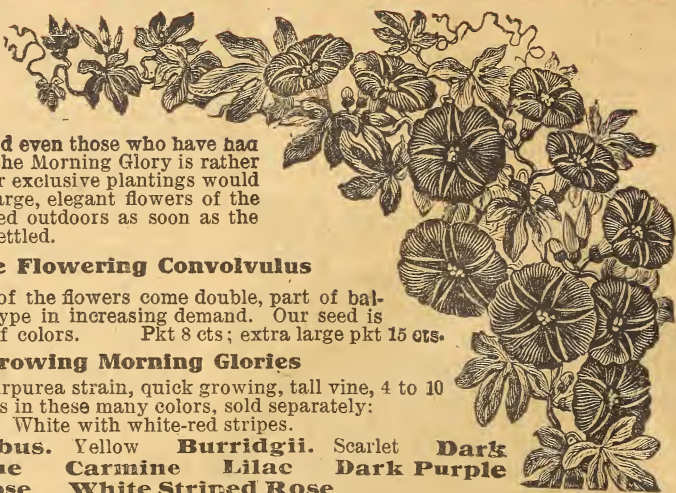 d even those who have had
he Morning Glory is rather
r exclusive plantings would
arge, elegant flowers of the
ed outdoors as soon as the
ettled.
e Flowering Convolvulus
of the flowers come double, part of bal-
ype in increasing demand. Our seed is
f colors. Pkt 8 cts; extra large pkt 15 cts.
rowing Morning Glories
urpurea strain, quick growing, tall vine, 4 to 10
s in these many colors, sold separately:
White with white-red stripes.
bus. Yellow Burridgii. Scarlet Dark
ue Carmine Lilac Dark Purple
ose White Striped Rose